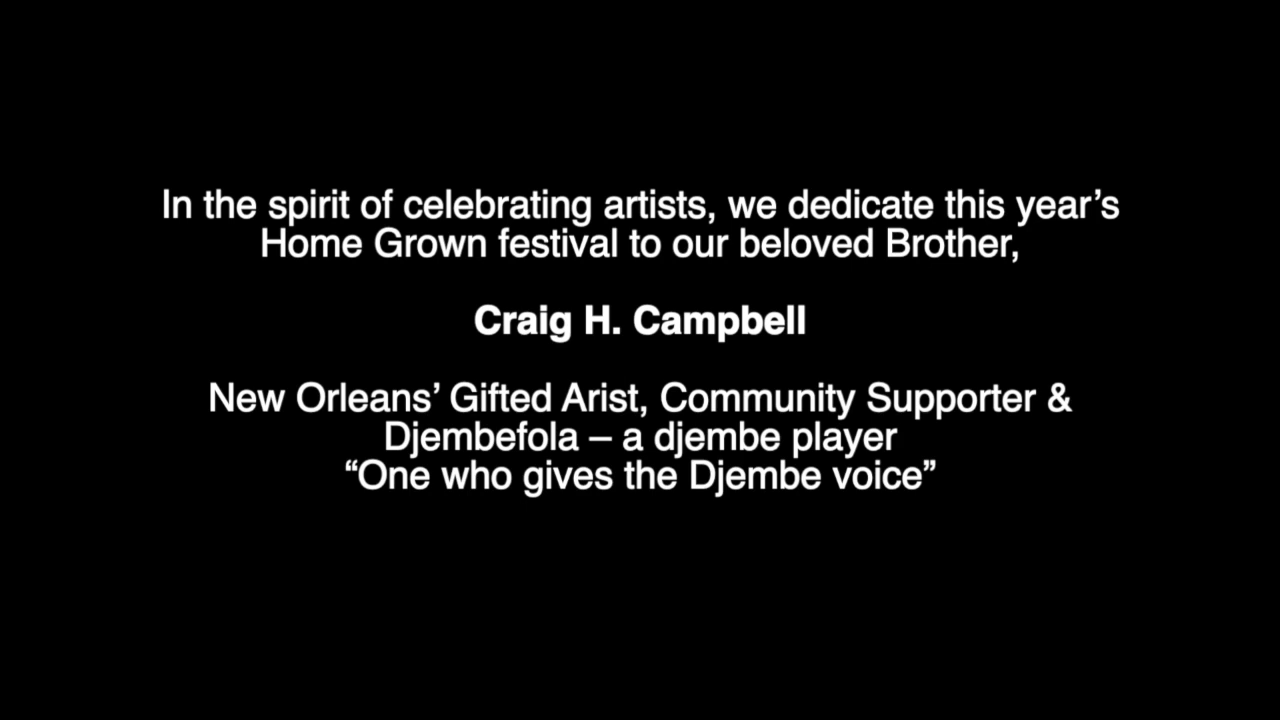 In the spirit of celebrating artists, we dedicate this year’s
Home Grown festival to our beloved Brother,
Craig H. Campbell
New Orleans’ Gifted Arist, Community Supporter &
Djembefola – a djembe player
“One who gives the Djembe voice”